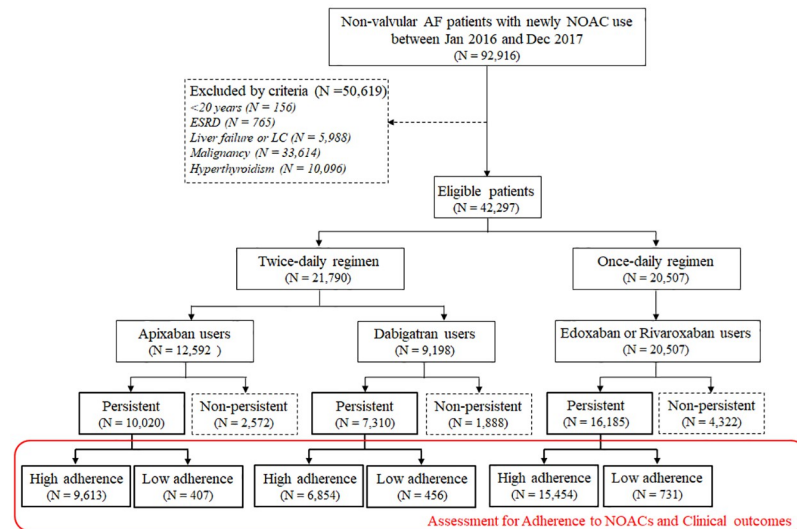 Non-valvular AF patients with newly NOAC use
between Jan 2016 and Dec 2017
(N = 92,916)
Excluded by criteria (N =50,619)
<20 years (N = 156)
ESRD (N = 765)
Liver failure or LC (N = 5,988)
Malignancy (N = 33,614)
Hyperthyroidism (N = 10,096)
Eligible patients
(N = 42,297)
Twice-daily regimen
(N = 21,790)
Once-daily regimen
(N = 20,507)
Apixaban users
(N = 12,592 )
Dabigatran users
(N = 9,198)
Edoxaban or Rivaroxaban users
(N = 20,507)
Persistent
(N = 10,020)
Non-persistent
(N = 2,572)
Persistent
(N = 7,310)
Non-persistent
(N = 1,888)
Persistent
(N = 16,185)
Non-persistent
(N = 4,322)
High adherence
(N = 9,613)
Low adherence
(N = 407)
High adherence
(N = 6,854)
Low adherence
(N = 456)
High adherence
(N = 15,454)
Low adherence
(N = 731)
Assessment for Adherence to NOACs and Clinical outcomes